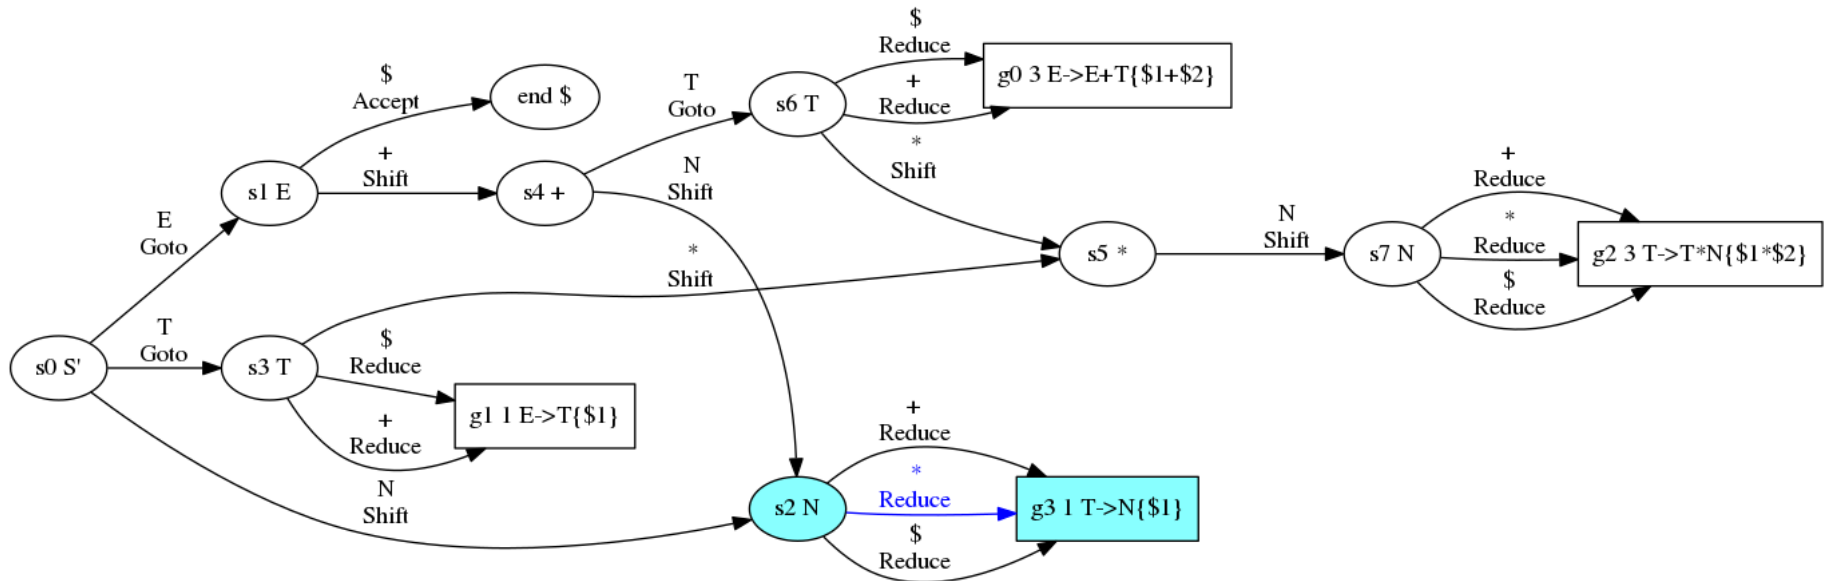 $
Reduce
g0 3 E->E+T{$1+$2}
+
Reduce
$
Accept
end $
T
Goto
s6 T
*
Shift
+
Shift
s1 E
s4 +
N
Shift
E
Goto
*
Shift
s5 *
N
Shift
s7 N
+
Reduce
*
Reduce
g2 3 T->T*N{$1*$2}
$
Reduce
s0 S'
T
Goto
s3 T
$
Reduce
g1 1 E->T{$1}
+
Reduce
N
Shift
s2 N
+
Reduce
*
Reduce
g3 1 T->N{$1}
$
Reduce